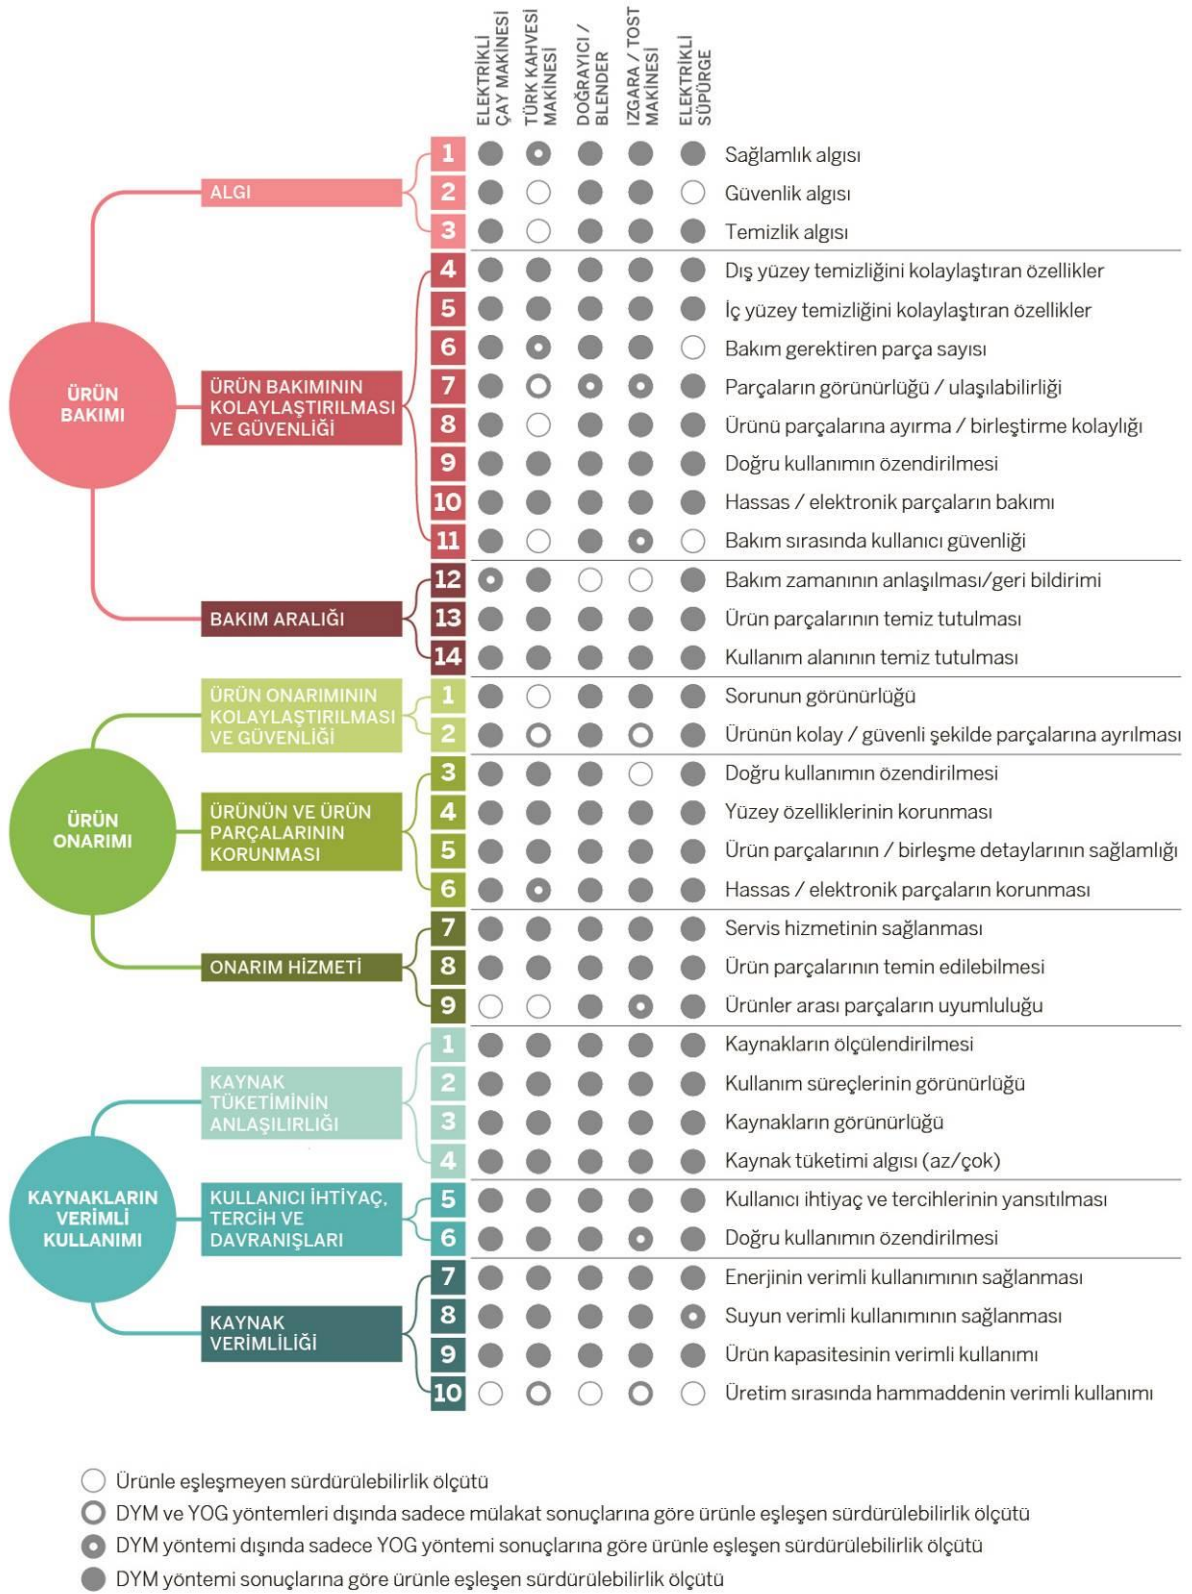 ELEKTRİKLİ
ÇAY MAKİNESİ
TÜRK KAHVESİ
MAKİNESİ
DOĞRAYICI /
BLENDER
IZGARA / TOST
MAKİNESİ
ELEKTRİKLİ
SÜPÜRGE
ÜRÜN
BAKIMI
ALGI
1 Sağlamlık algısı
2 Güvenlik algısı
3 Temizlik algısı
ÜRÜN BAKIMININ
KOLAYLAŞTIRILMASI
VE GÜVENLİĞİ
4 Dış yüzey temizliğini kolaylaştıran özellikler
5 İç yüzey temizliğini kolaylaştıran özellikler
6 Bakım gerektiren parça sayısı
7 Parçaların görünürlüğü / ulaşılabilirliği
8 Ürünü parçalarına ayırma / birleştirme kolaylığı
9 Doğru kullanımın özendirilmesi
10 Hassas / elektronik parçaların bakımı
11 Bakım sırasında kullanıcı güvenliği
BAKIM ARALIĞI
12 Bakım zamanının anlaşılması/geri bildirimi
13 Ürün parçalarının temiz tutulması
14 Kullanım alanının temiz tutulması
ÜRÜN
ONARIMI
ÜRÜN ONARIMININ
KOLAYLAŞTIRILMASI
VE GÜVENLİĞİ
1 Sorunun görünürlüğü
2 Ürünün kolay / güvenli şekilde parçalarına ayrılması
ÜRÜNÜN VE ÜRÜN
PARÇALARININ
KORUNMASI
3 Doğru kullanımın özendirilmesi
4 Yüzey özelliklerinin korunması
5 Ürün parçalarının / birleşme detaylarının sağlamlığı
6 Hassas / elektronik parçaların korunması
ONARIM HİZMETİ
7 Servis hizmetinin sağlanması
8 Ürün parçalarının temin edilebilmesi
9 Ürünler arası parçaların uyumluluğu
KAYNAKLARIN
VERİMLİ
KULLANIMI
KAYNAK
TÜKETİMİNİN
ANLAŞILIRLIĞI
1 Kaynakların ölçülendirilmesi
2 Kullanım süreçlerinin görünürlüğü
3 Kaynakların görünürlüğü
4 Kaynak tüketimi algısı (az/çok)
KULLANICI İHTİYAÇ,
TERCİH VE
DAVRANIŞLARI
5 Kullanıcı ihtiyaç ve tercihlerinin yansıtılması
6 Doğru kullanımın özendirilmesi
KAYNAK
VERİMLİLİĞİ
7 Enerjinin verimli kullanımının sağlanması
8 Suyun verimli kullanımının sağlanması
9 Ürün kapasitesinin verimli kullanımı
10 Üretim sırasında hammaddenin verimli kullanımı
Ürünle eşleşmeyen sürdürülebilirlik ölçütü
DYM ve YOG yöntemleri dışında sadece mülakat sonuçlarına göre ürünle eşleşen sürdürülebilirlik ölçütü
DYM yöntemi dışında sadece YOG yöntemi sonuçlarına göre ürünle eşleşen sürdürülebilirlik ölçütü
DYM yöntemi sonuçlarına göre ürünle eşleşen sürdürülebilirlik ölçütü